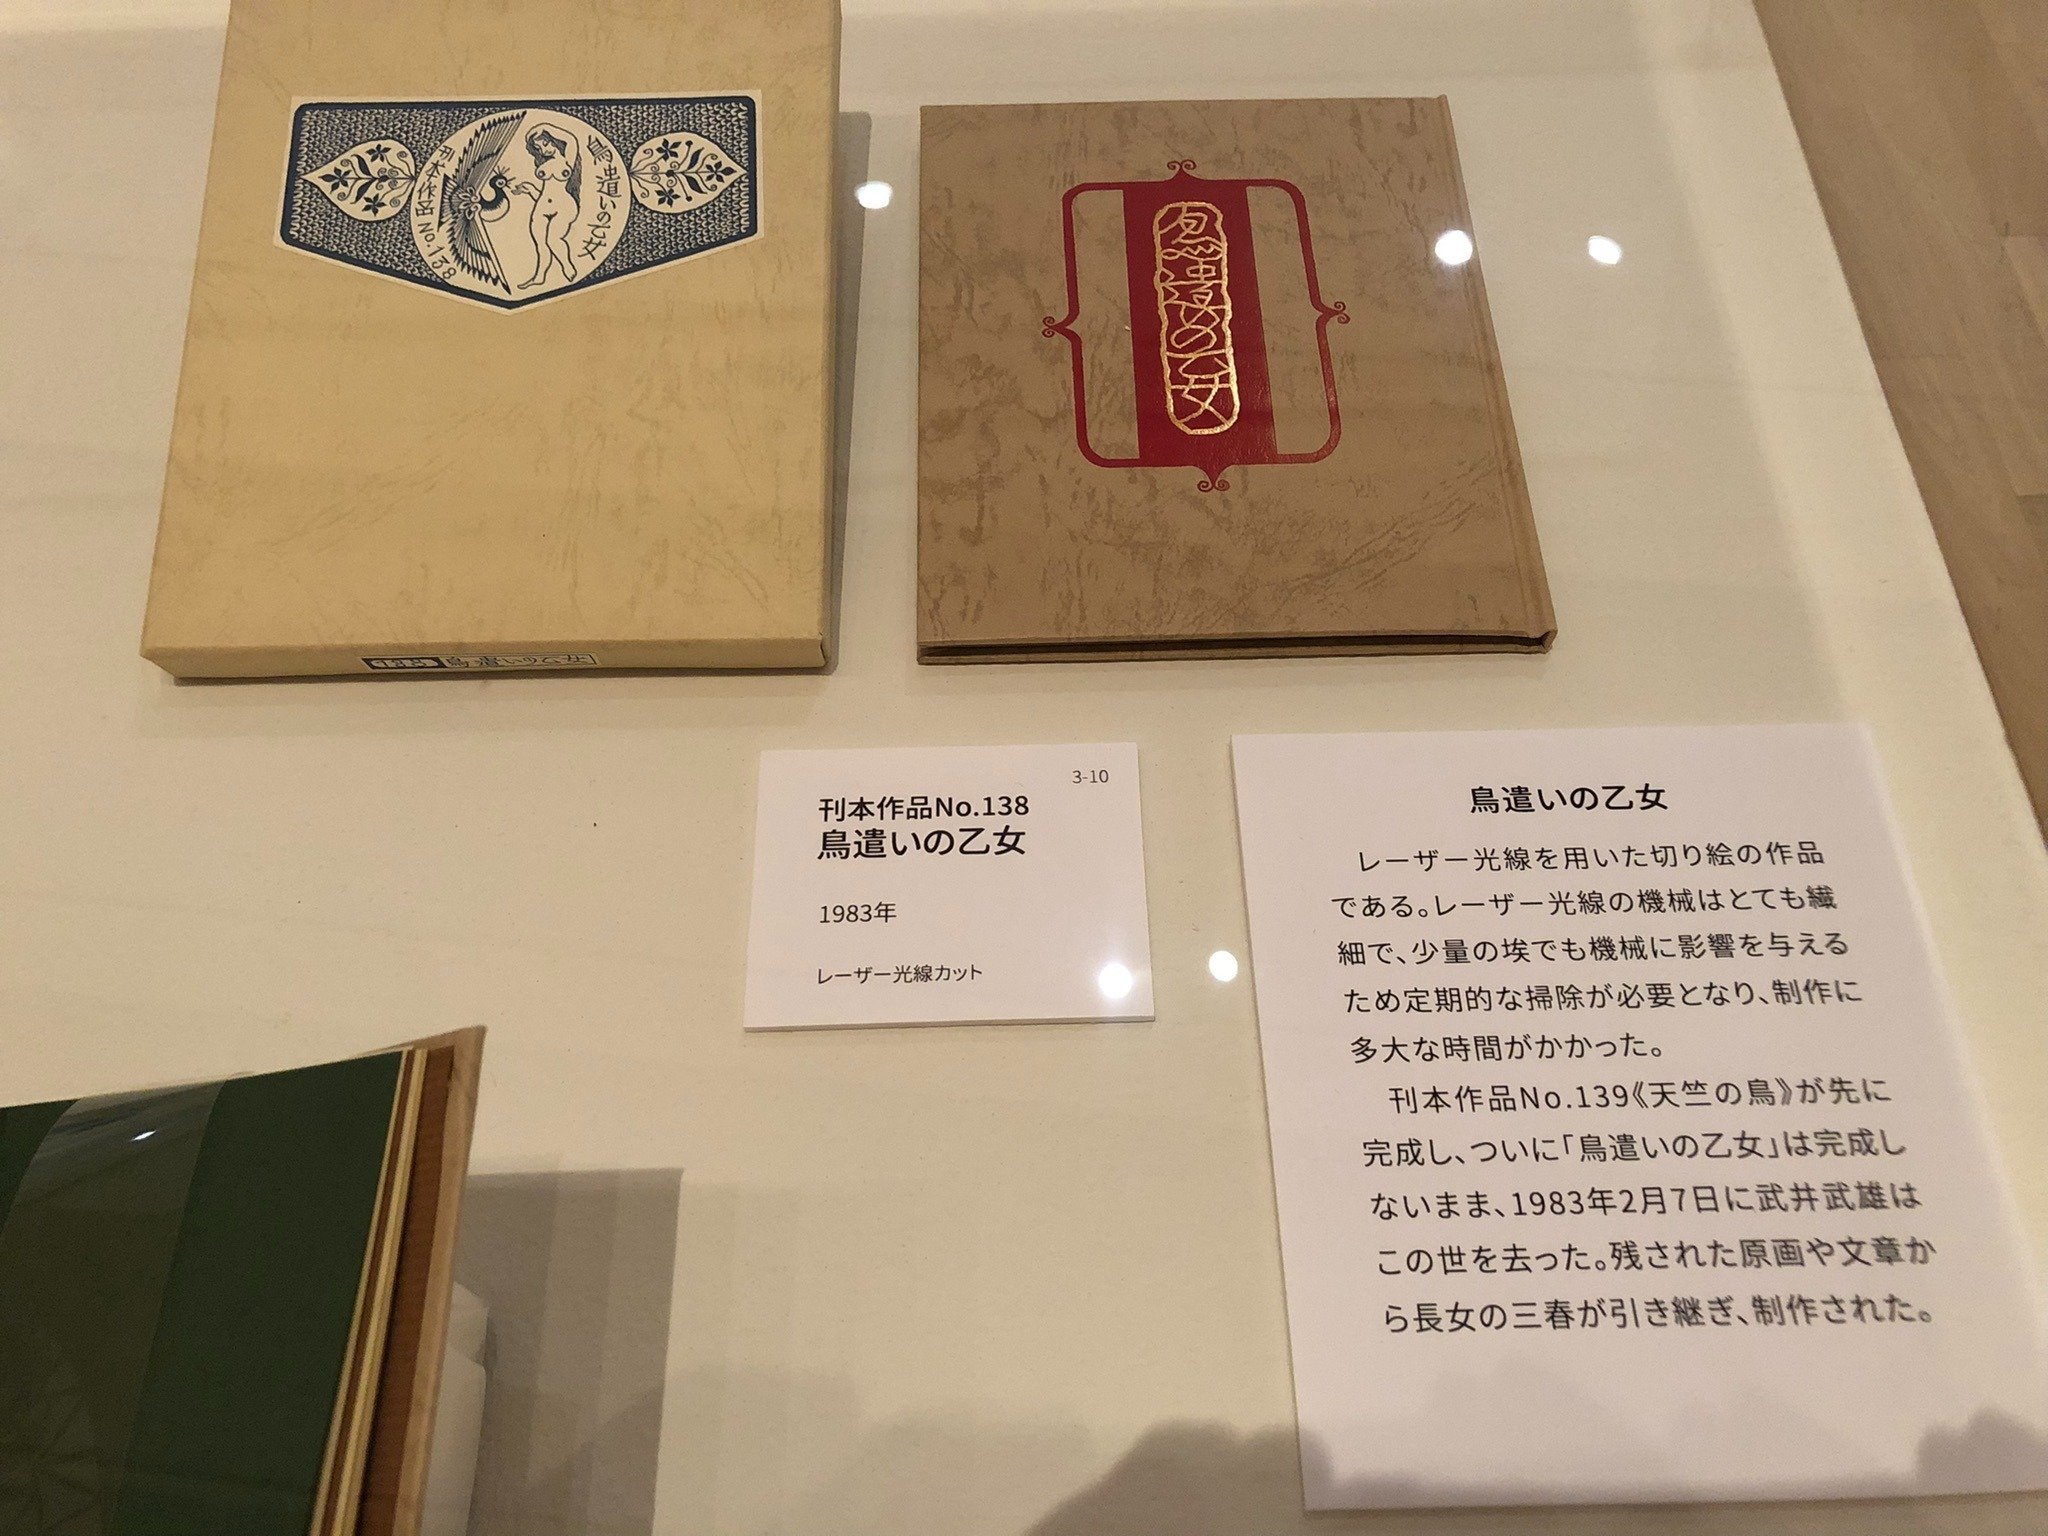 鳥遣いの乙女
刊本作品No.138
138 鳥遣いの乙女
鳥遣いの乙女
3-10
刊本作品No.138
鳥遣いの乙女
1983年
レーザー光線カット
鳥遣いの乙女
レーザー光線を用いた切り絵の作品
である。レーザー光線の機械はとても繊
細で、少量の埃でも機械に影響を与える
ため定期的な掃除が必要となり、制作に
多大な時間がかかった。
刊本作品No.139《天竺の鳥》が先に
完成し、ついに「鳥遣いの乙女」は完成し
ないまま、1983年2月7日に武井武雄は
この世を去った。残された原画や文章か
ら長女の三春が引き継ぎ、制作された。